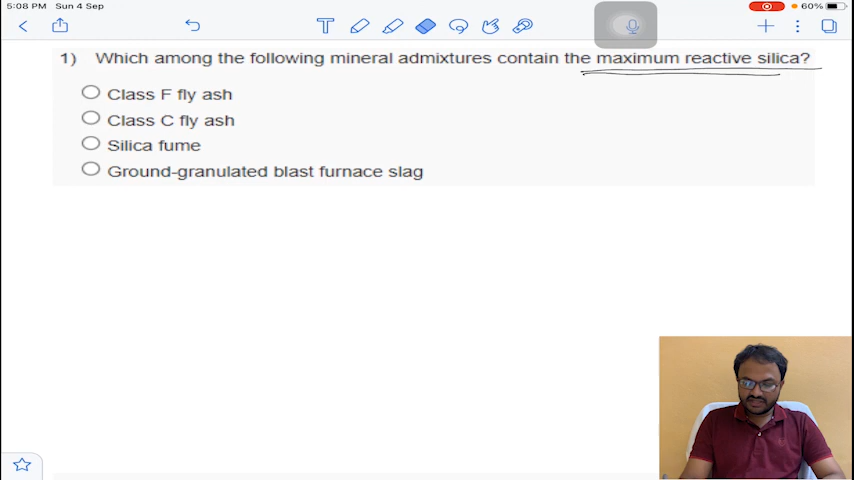 5:08 PM Sun 4 Sep
60%
T
1) Which among the following mineral admixtures contain the maximum reactive silica?
Class F fly ash
Class C fly ash
Silica fume
Ground-granulated blast furnace slag